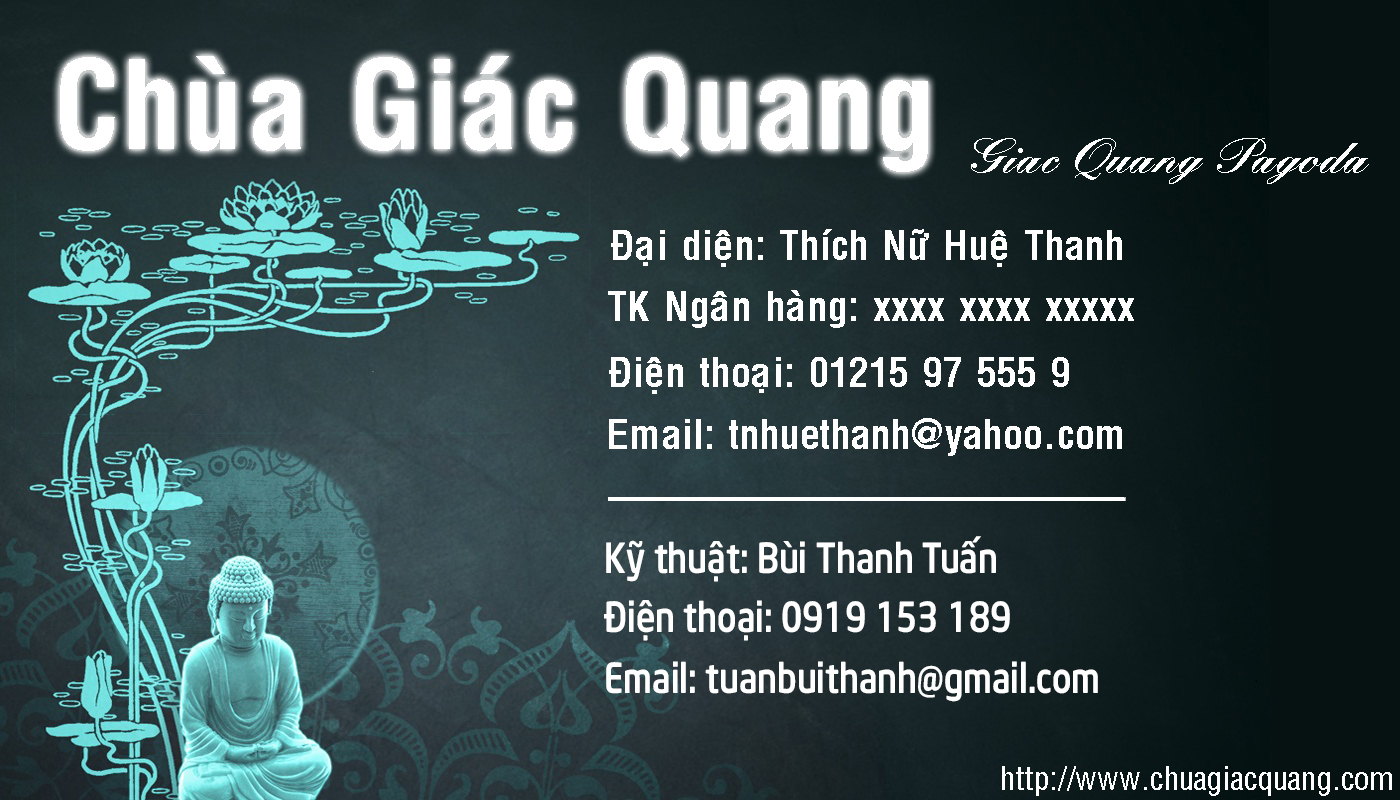 Chùa Giác Quang
Giac Quang Pagoda
Đại diện: Thích Nữ Huệ Thanh
TK Ngân hàng: xxxx xxxx xxxxx
Điện thoại: 01215 97 555 9
Email: tnhuethanh@yahoo.com
Kỹ thuật: Bùi Thanh Tuấn
Điện thoại: 0919 153 189
Email: tuanbuithanh@gmail.com
http://www.chuagiacquang.com